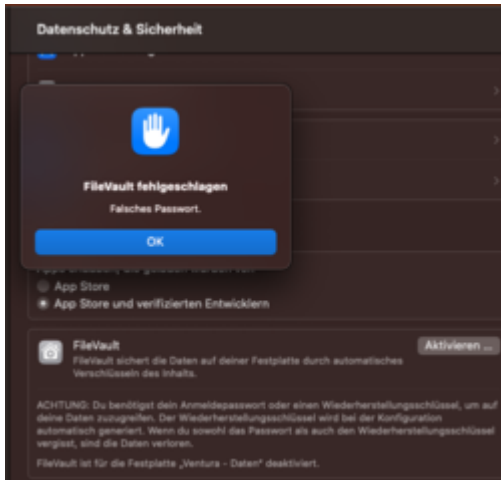 Datenschutz & Sicherheit
FileVault fehlgeschlagen
Falsches Passwort.
OK
App Store
App Store und verifizierten Entwicklern
FileVault
Aktivieren ...
FileVault sichert die Daten auf deiner Festplatte durch automatisches
Verschlüsseln des Inhalts.
ACHTUNG: Du benötigst dein Anmeldepasswort oder einen Wiederherstellungsschlüssel, um auf
deine Daten zuzugreifen. Der Wiederherstellungsschlüssel wird bei der Konfiguration
automatisch generiert. Wenn du sowohl das Passwort als auch den Wiederherstellungsschlüssel
vergisst, sind die Daten verloren.
FileVault ist für die Festplatte „Ventura - Daten“ deaktiviert.